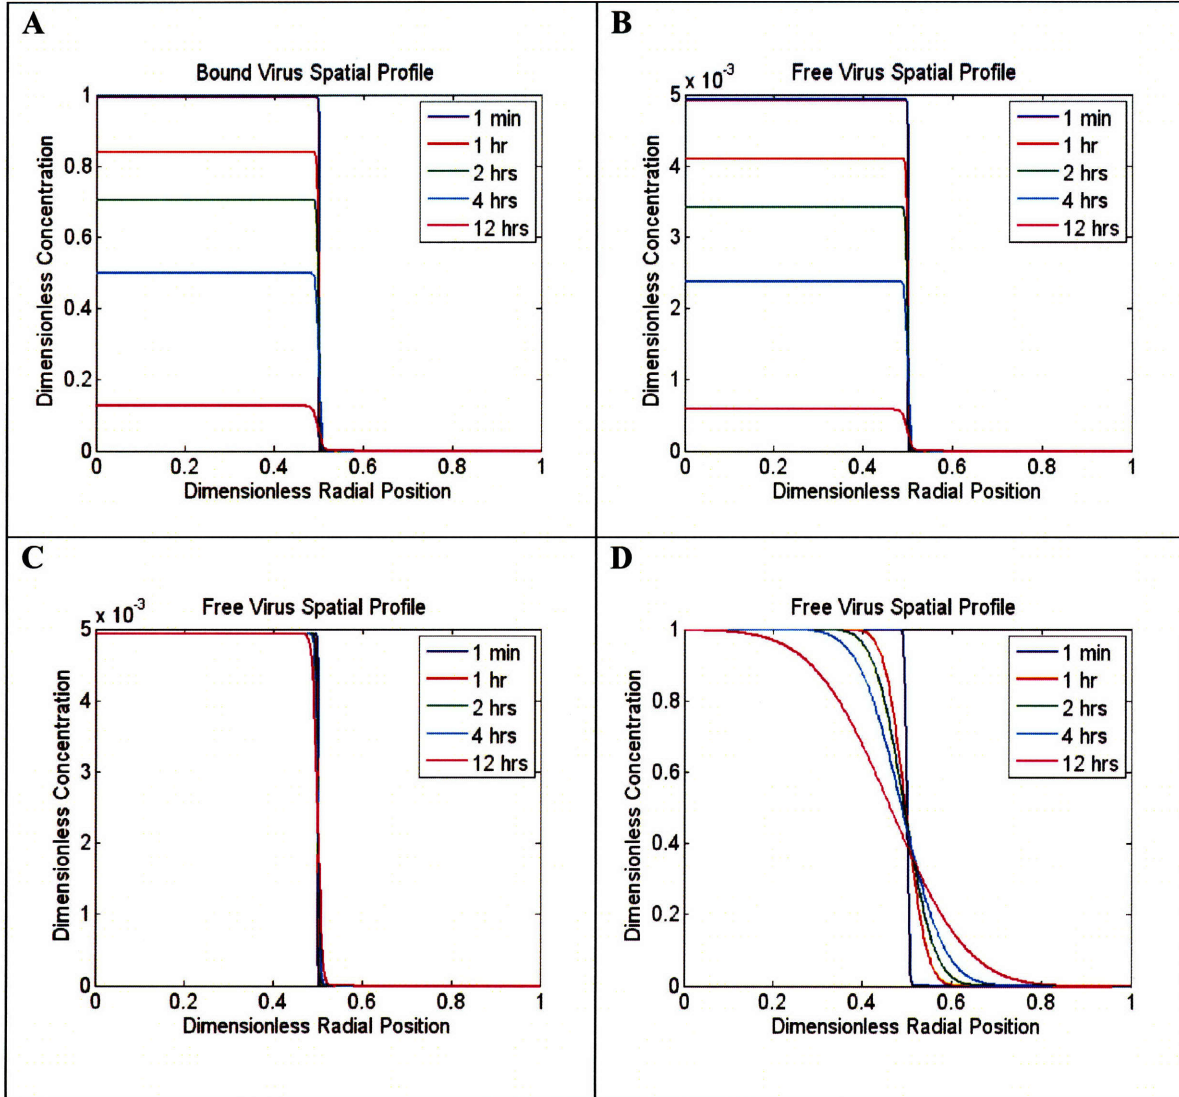 A
Bound Virus Spatial Profile
1
0.8
0.6
0.4
0.2
0
Dimensionless Concentration
0 0.2 0.4 0.6 0.8 1
Dimensionless Radial Position
1 min
1 hr
2 hrs
4 hrs
12 hrs
B
x 10⁻³
Free Virus Spatial Profile
5
4
3
2
1
0
Dimensionless Concentration
0 0.2 0.4 0.6 0.8 1
Dimensionless Radial Position
1 min
1 hr
2 hrs
4 hrs
12 hrs
C
x 10⁻³
Free Virus Spatial Profile
5
4
3
2
1
0
Dimensionless Concentration
0 0.2 0.4 0.6 0.8 1
Dimensionless Radial Position
1 min
1 hr
2 hrs
4 hrs
12 hrs
D
Free Virus Spatial Profile
1
0.8
0.6
0.4
0.2
0
Dimensionless Concentration
0 0.2 0.4 0.6 0.8 1
Dimensionless Radial Position
1 min
1 hr
2 hrs
4 hrs
12 hrs